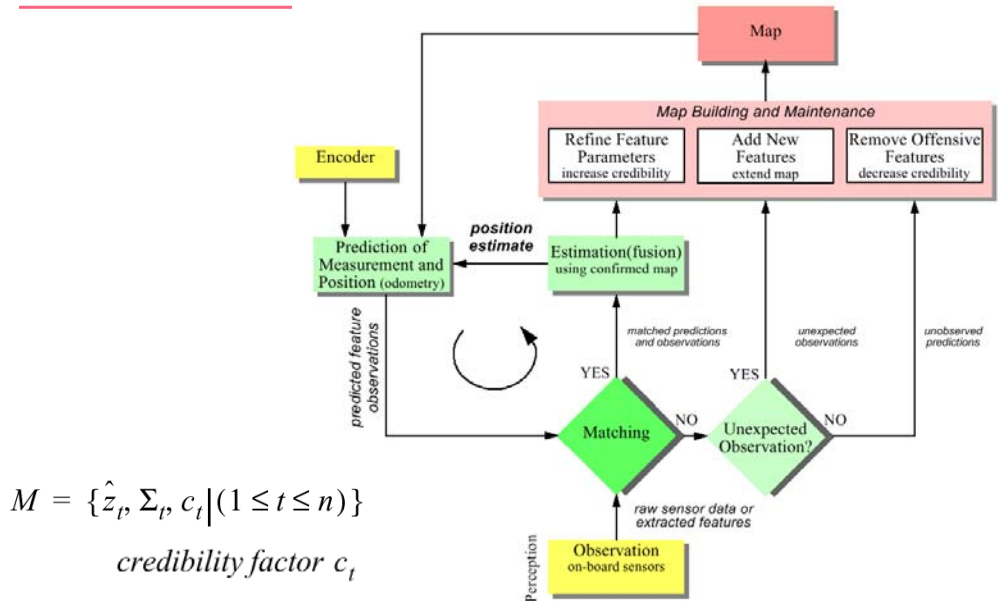 Map
Map Building and Maintenance
Refine Feature
Parameters
increase credibility
Add New
Features
extend map
Remove Offensive
Features
decrease credibility
Encoder
position
estimate
Prediction of
Measurement and
Position (odometry)
Estimation(fusion)
using confirmed map
predicted feature
observations
matched predictions
and observations
unexpected
observations
unobserved
predictions
YES
YES
Matching
NO
Unexpected
Observation?
NO
raw sensor data or
extracted features
Perception
Observation
on-board sensors
M = {ẑ_t, Σ_t, c_t | (1 ≤ t ≤ n)}
credibility factor c_t